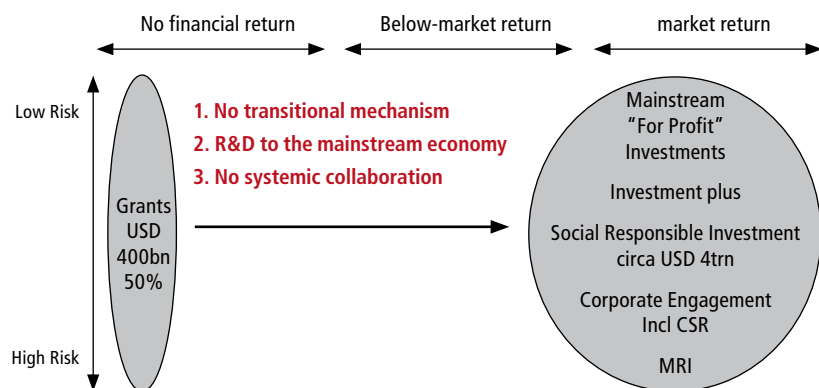 No financial return
Below-market return
market return
Low Risk
High Risk
1. No transitional mechanism
2. R&D to the mainstream economy
3. No systemic collaboration
Grants
USD
400bn
50%
Mainstream
“For Profit”
Investments
Investment plus
Social Responsible Investment
circa USD 4trn
Corporate Engagement
Incl CSR
MRI